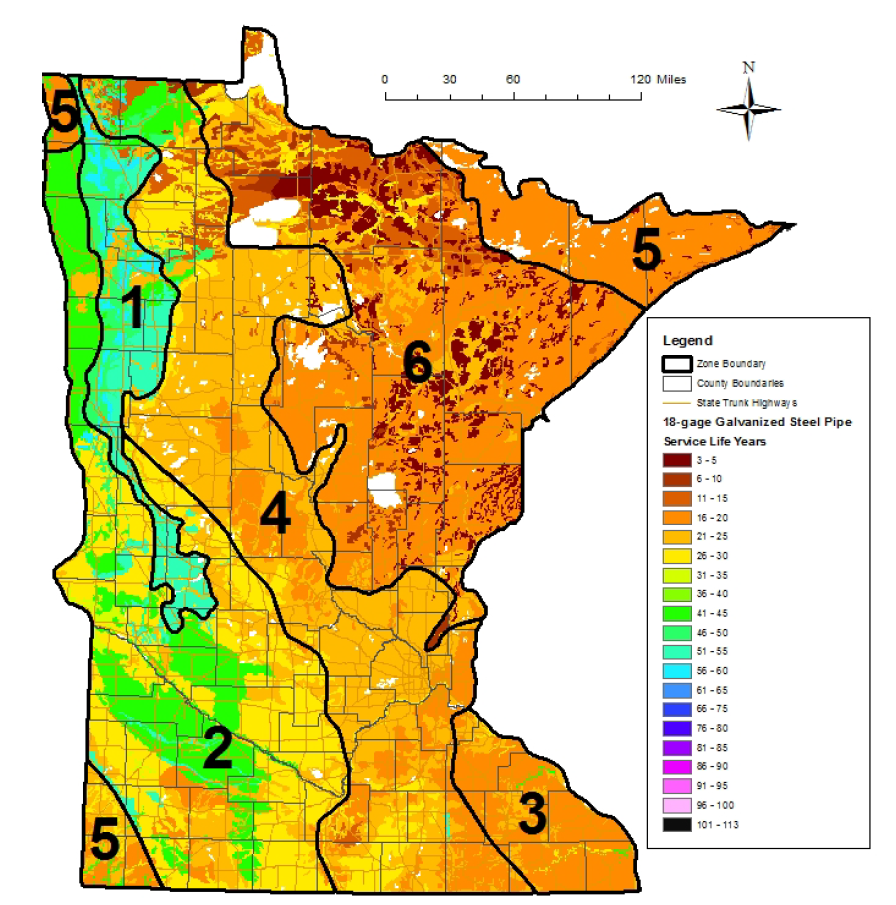 0 30 60 120 Miles
N
5
1
5
6
4
2
5
3
Legend
Zone Boundary
County Boundaries
State Trunk Highways
18-gage Galvanized Steel Pipe
Service Life Years
3 - 5
6 - 10
11 - 15
16 - 20
21 - 25
26 - 30
31 - 35
36 - 40
41 - 45
46 - 50
51 - 55
56 - 60
61 - 65
66 - 75
76 - 80
81 - 85
86 - 90
91 - 95
96 - 100
101 - 113